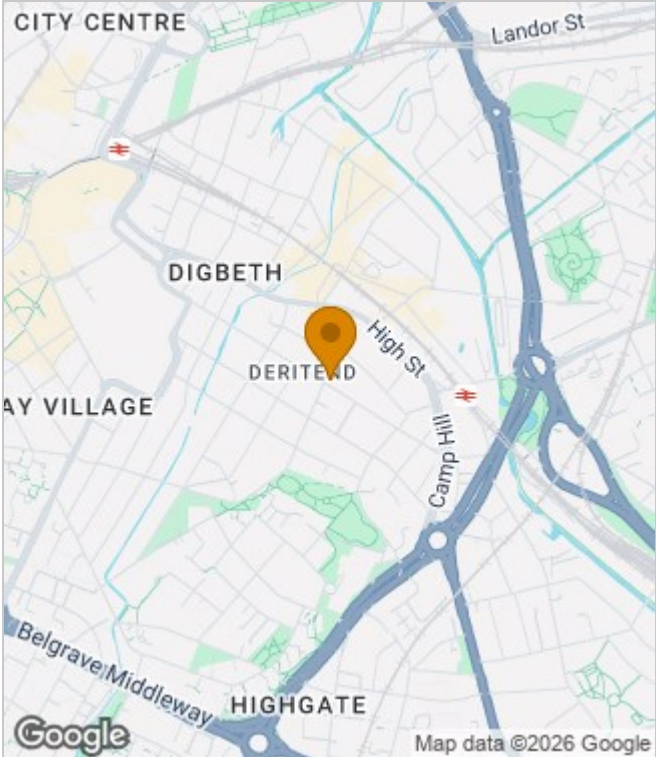 CITY CENTRE
Landor St
DIGBETH
High St
DERITEND
AY VILLAGE
Camp Hill
Belgrave Middleway
HIGHGATE
Google
Map data ©2026 Google